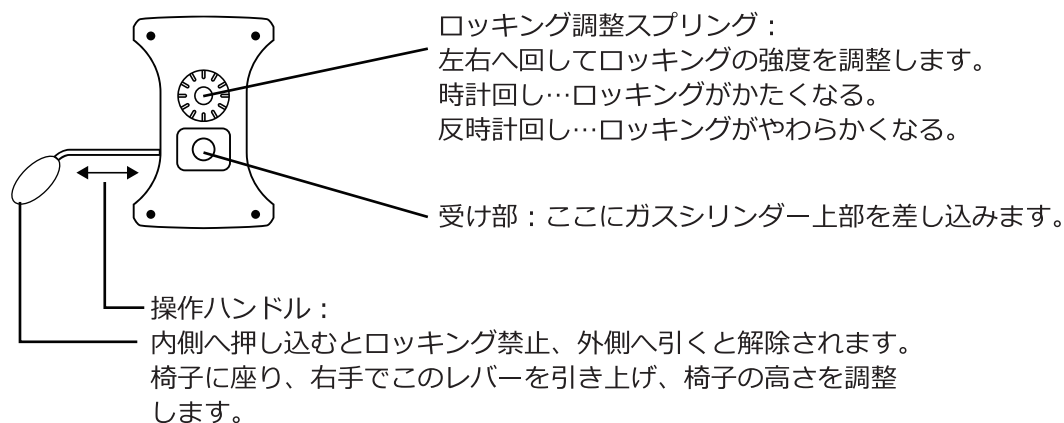 ロッキング調整スプリング：
左右へ回してロッキングの強度を調整します。
時計回し…ロッキングがかたくなる。
反時計回し…ロッキングがやわらかくなる。
受け部：ここにガスシリンダー上部を差し込みます。
操作ハンドル：
内側へ押し込むとロッキング禁止、外側へ引くと解除されます。
椅子に座り、右手でこのレバーを引き上げ、椅子の高さを調整
します。